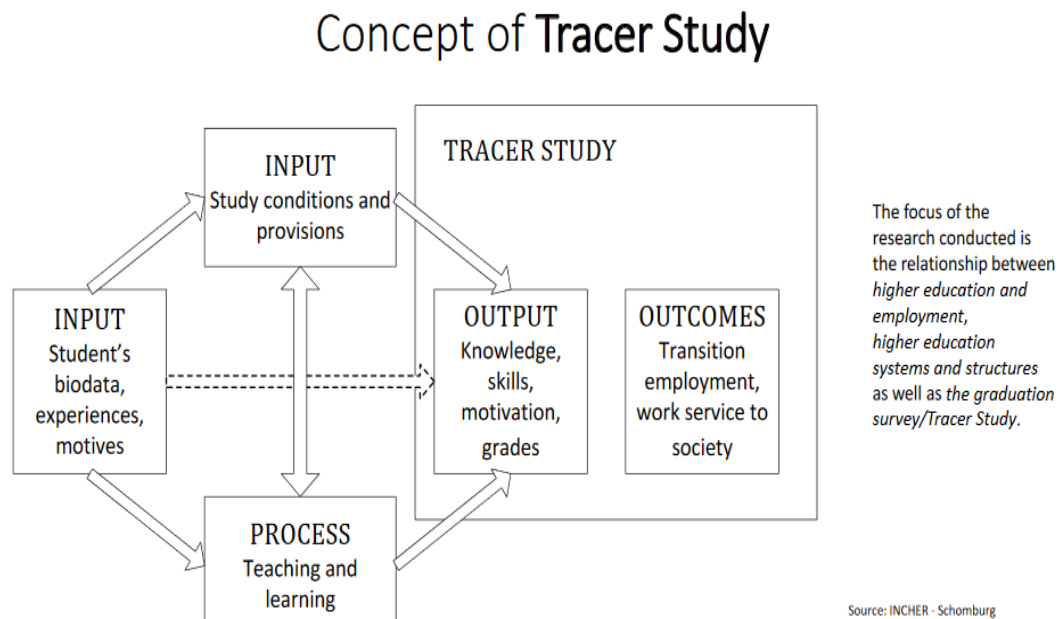 Concept of Tracer Study
INPUT
Study conditions and
provisions
TRACER STUDY
INPUT
Student's
biodata,
experiences,
motives
OUTPUT
Knowledge,
skills,
motivation,
grades
OUTCOMES
Transition
employment,
work service to
society
PROCESS
Teaching and
learning
The focus of the
research conducted is
the relationship between
higher education and
employment,
higher education
systems and structures
as well as the graduation
survey/Tracer Study.
Source: INCHER - Schomburg